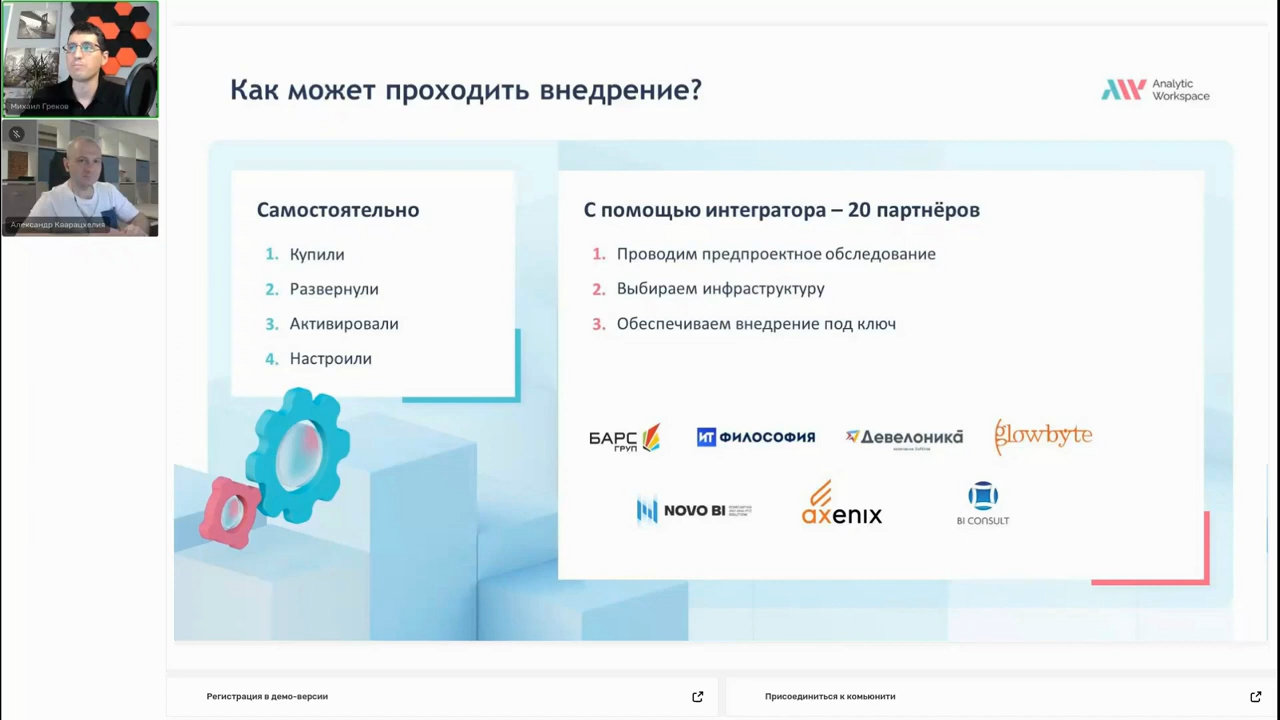 Михаил Греков
Александр Кварацхелия
Как может проходить внедрение?
Analytic
Workspace
Самостоятельно
1. Купили
2. Развернули
3. Активировали
4. Настроили
С помощью интегратора – 20 партнёров
1. Проводим предпроектное обследование
2. Выбираем инфраструктуру
3. Обеспечиваем внедрение под ключ
БАРС
ГРУП
ИТ ФИЛОСОФИЯ
Девелоника
glowbyte
NOVO BI
axenix
BI CONSULT
Регистрация в демо-версии
Присоединиться к комьюнити